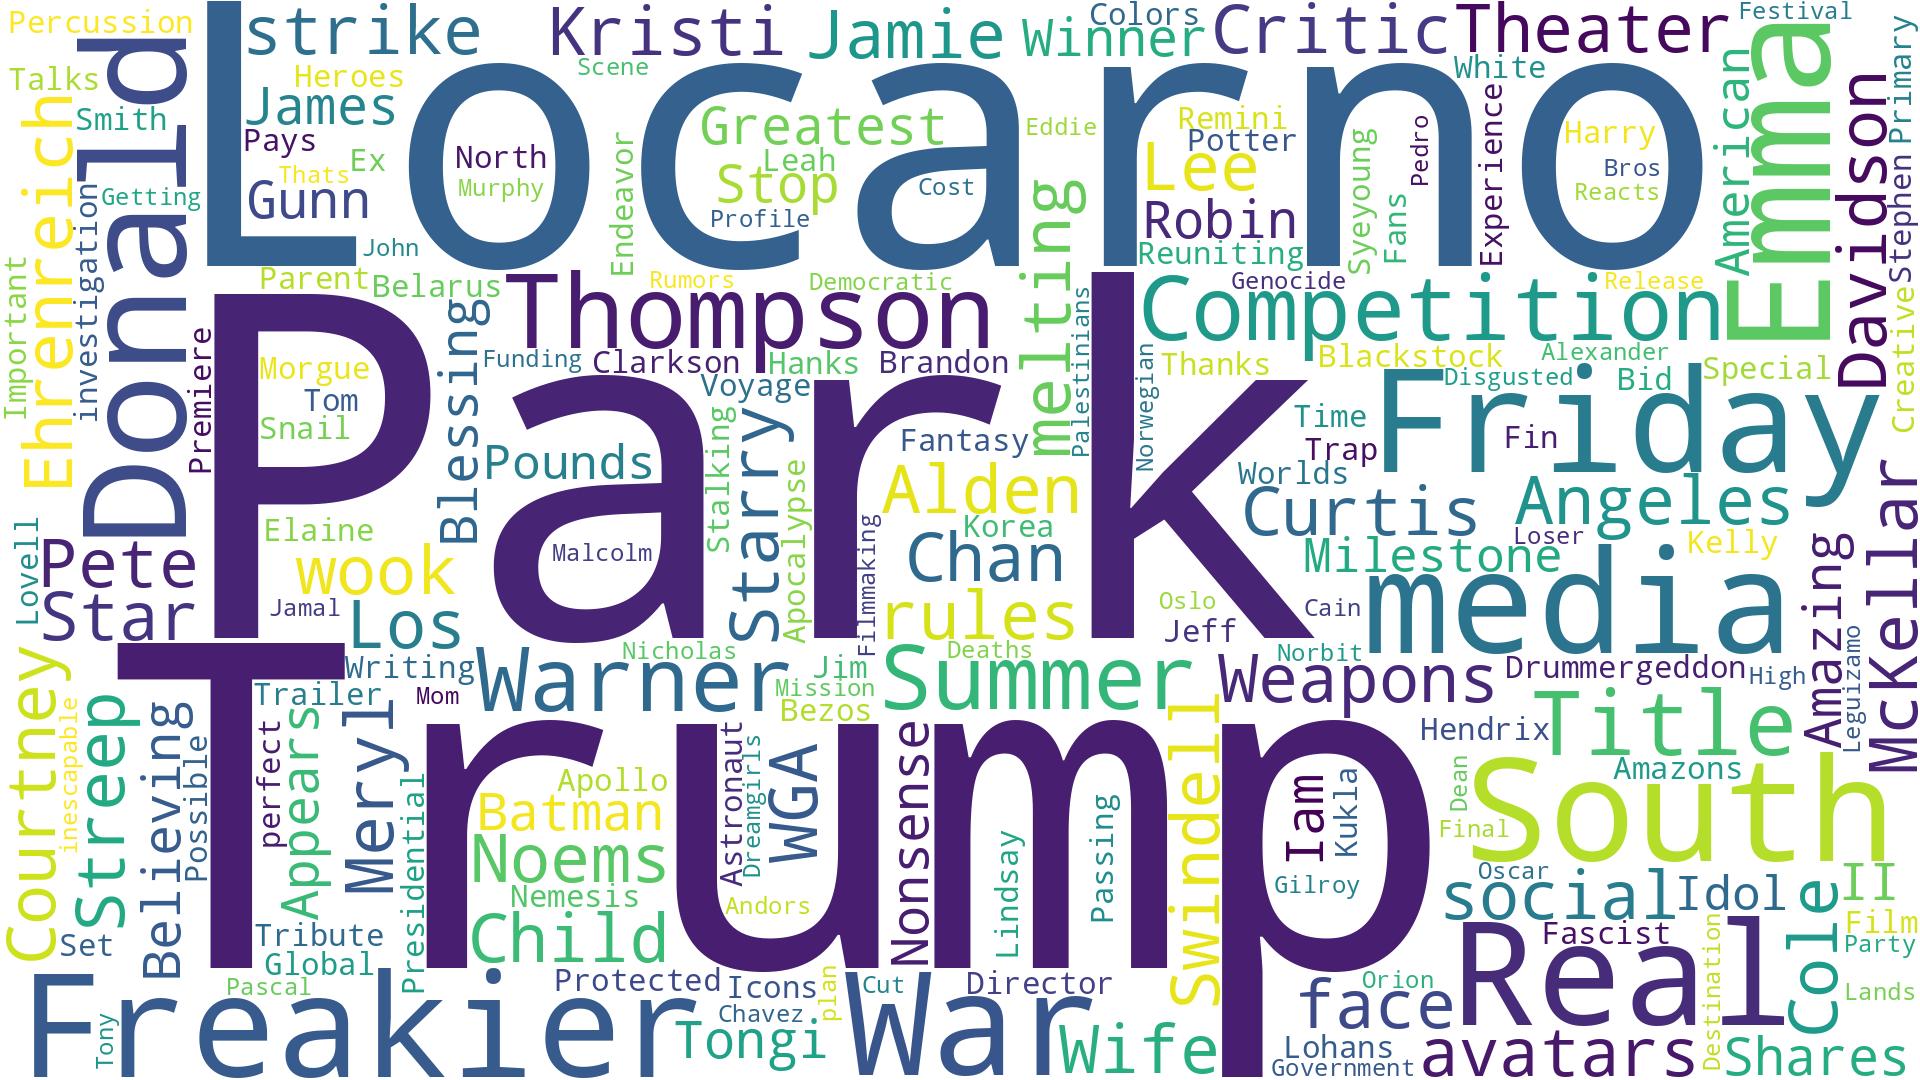 Percussion
strike
Kristi
Jamie
Winner
Colors
Critic
Theater
Festival
Talks
Donald
Locarno
Heroes
Scene
White
Emma
American
Primary
Smith
James
Greatest
Remini
Potter
Harry
Ehrenreich
Pays
North
Eddie
Lee
Experience
Davidson
Ex
Leah
Syeyoung
Pedro
Bros
Thats
Murphy
Endeavor
Stop
Cost
Reacts
Getting
Gunn
Profile
Robin
Fans
investigation
John
melting
Reuniting
Stephen
Important
Parent
Belarus
Rumors
Democratic
Genocide
Release
Park
Thompson
Competition
Palestinians
Premiere
Morgue
Blessing
Funding
Clarkson
Hanks
Brandon
Norwegian
Thanks
Blackstock
Alexander
Special
Creative
Tom
Voyage
Disgusted
Bid
Snail
Starry
Fantasy
Time
Friday
Pounds
Stalking
Trap
Fin
Alden
Worlds
Elaine
Apocalypse
Korea
Curtis
Angeles
Lovell
Pete
wook
Malcolm
Filmmaking
Chan
Milestone
Loser
Kelly
McKellar
Star
Jamal
Los
rules
Oslo
Cain
media
Amazing
Jeff
Courtney
Trump
Writing
Nicholas
Deaths
Norbit
Leguizamo
Trailer
Mom
Warner
Jim
Summer
Weapons
Drummergeddon
High
Mission
Bezos
inescapable
Streep
Believing
perfect
Appears
Meryl
Astronaut
Nonsense
Swindell
Hendrix
Title
Possible
Presidential
Apollo
Dreamgirls
WGA
Passing
Iam
Kukla
Dean
Amazons
South
Batman
Lindsay
Final
Noems
Gilroy
Oscar
II
Nemesis
Andors
social
Idol
Cole
Set
Tribute
Child
Fascist
Film
Global
Destination
Party
Freakier
Pascal
Protected
Icons
plan
Cut
Director
Orion
Real
Lands
War
face
Chavez
Tony
Tongi
Wife
Lohans
avatars
Shares
Government